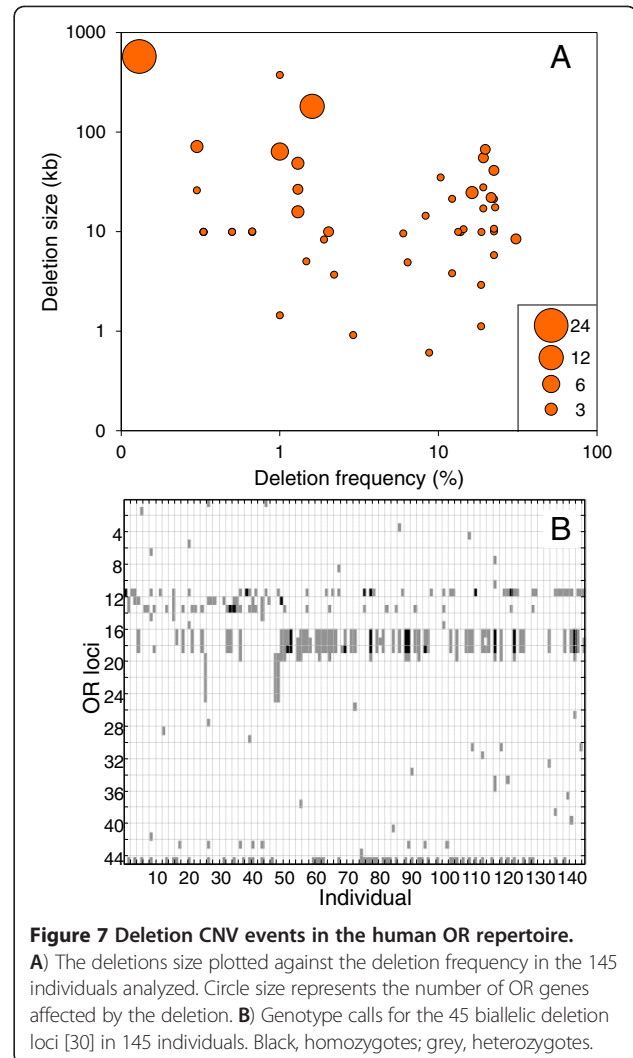 A
1000
100
10
1
0
Deletion size (kb)
0
1
10
100
Deletion frequency (%)
24
12
6
3
B
4
8
12
16
20
24
28
32
36
40
44
OR loci
10 20 30 40 50 60 70 80 90 100 110 120 130 140
Individual
Figure 7 Deletion CNV events in the human OR repertoire.
A) The deletions size plotted against the deletion frequency in the 145
individuals analyzed. Circle size represents the number of OR genes
affected by the deletion. B) Genotype calls for the 45 biallelic deletion
loci [30] in 145 individuals. Black, homozygotes; grey, heterozygotes.